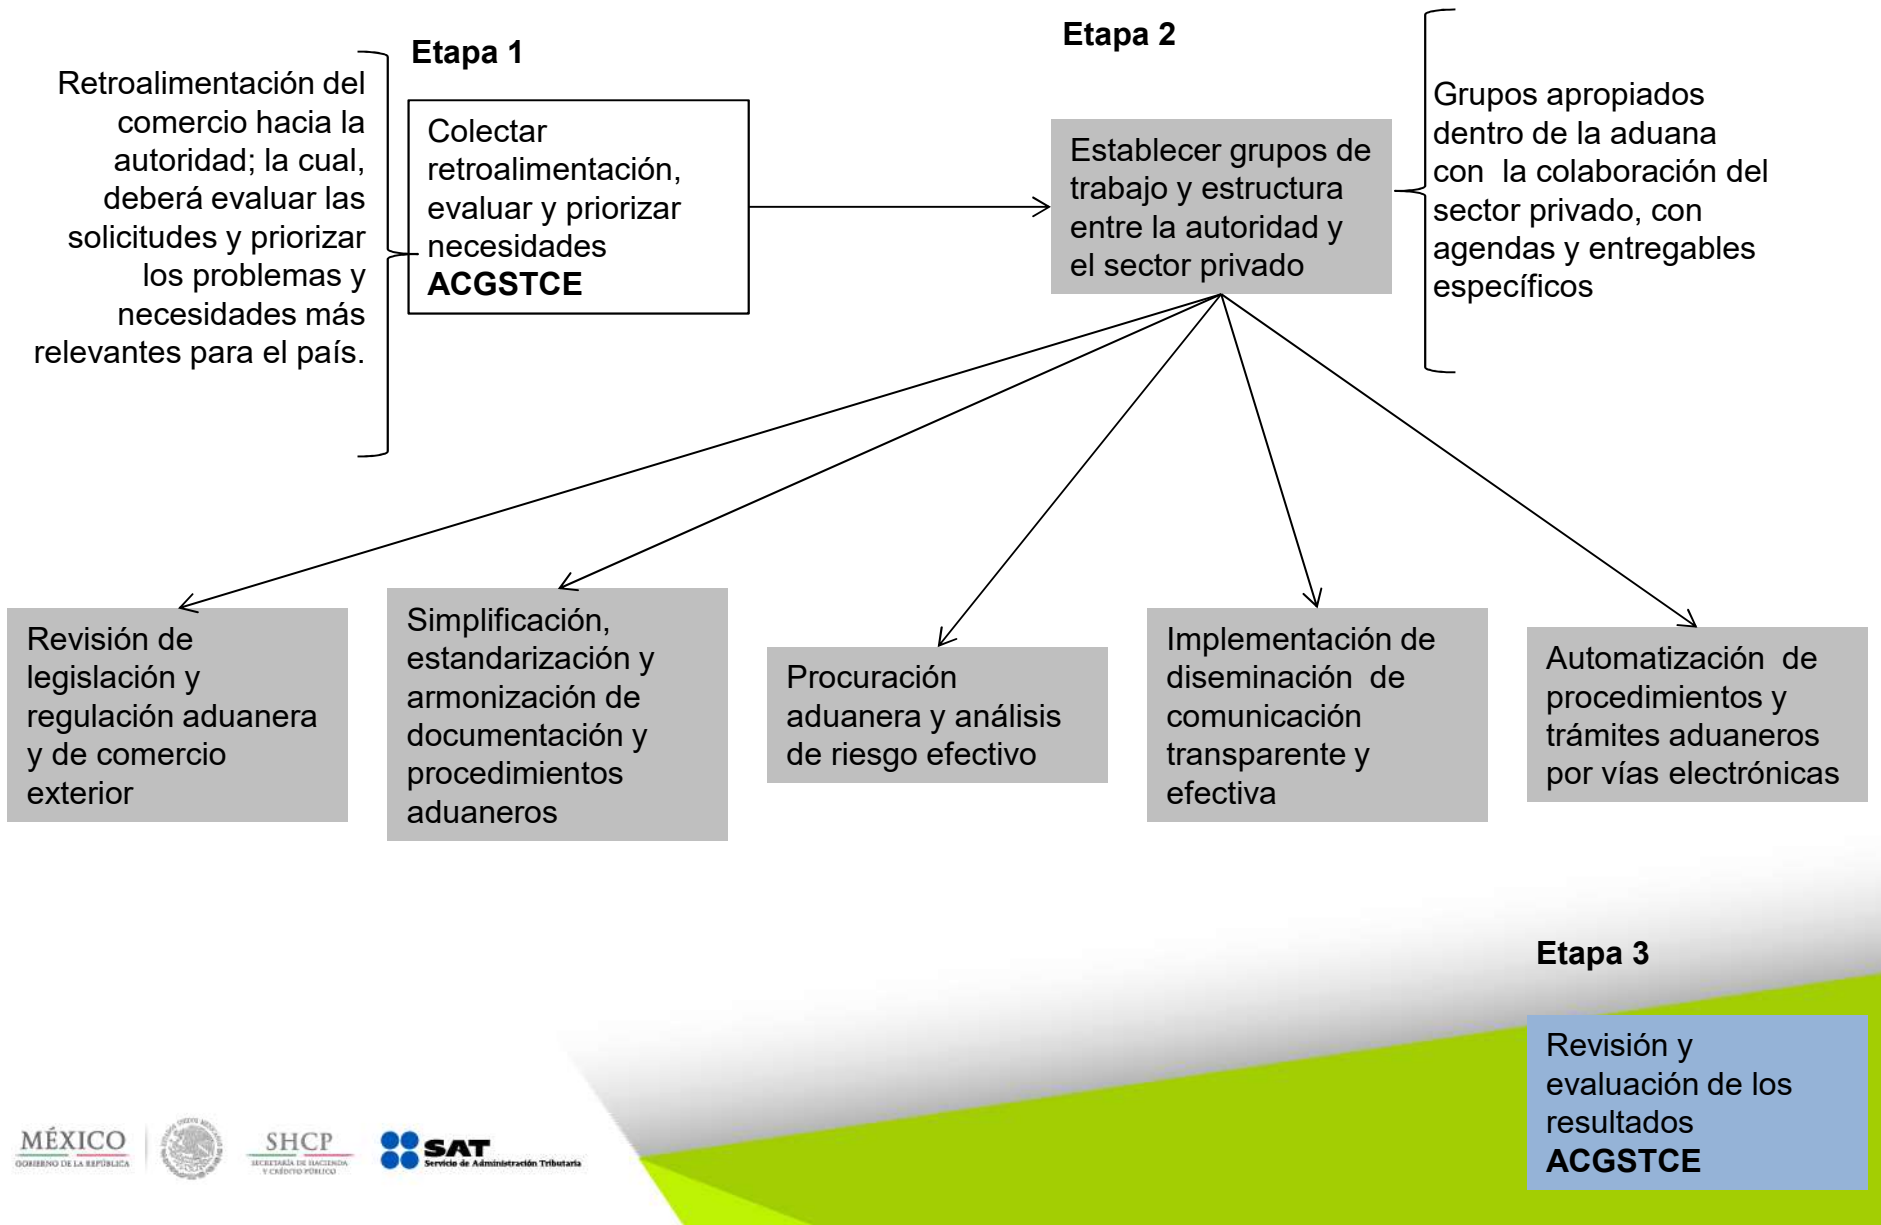 Etapa 1
Retroalimentación del
comercio hacia la
autoridad; la cual,
deberá evaluar las
solicitudes y priorizar
los problemas y
necesidades más
relevantes para el país.
Colectar
retroalimentación,
evaluar y priorizar
necesidades
ACGSTCE
Etapa 2
Establecer grupos de
trabajo y estructura
entre la autoridad y
el sector privado
Grupos apropiados
dentro de la aduana
con  la colaboración del
sector privado, con
agendas y entregables
específicos
Revisión de
legislación y
regulación aduanera
y de comercio
exterior
Simplificación,
estandarización y
armonización de
documentación y
procedimientos
aduaneros
Procuración
aduanera y análisis
de riesgo efectivo
Implementación de
diseminación  de
comunicación
transparente y
efectiva
Automatización  de
procedimientos y
trámites aduaneros
por vías electrónicas
Etapa 3
Revisión y
evaluación de los
resultados
ACGSTCE
MÉXICO
GOBIERNO DE LA REPÚBLICA
SHCP
SECRETARÍA DE HACIENDA
Y CRÉDITO PÚBLICO
SAT
Servicio de Administración Tributaria